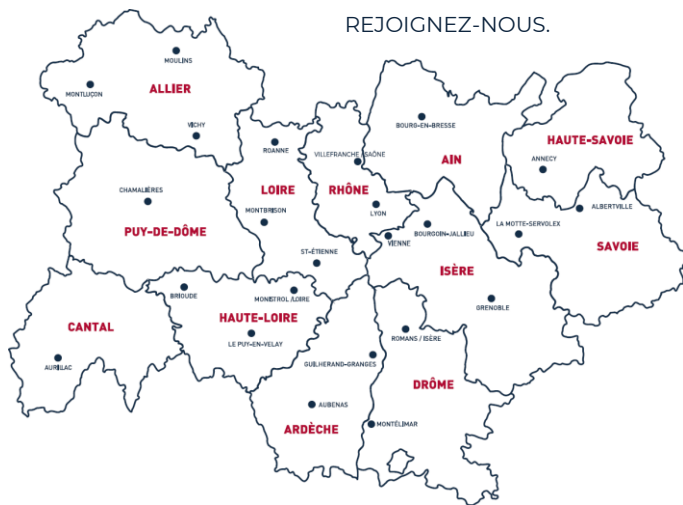 REJOIGNEZ-NOUS.
MOULINS
MONTLUÇON
ALLIER
VICHY
BOURG-EN-BRESSE
AIN
HAUTE-SAVOIE
ANNECY
ROANNE
VILLEFRANCHE / SAÔNE
LOIRE
RHÔNE
CHAMALIÈRES
PUY-DE-DÔME
MONTBRISON
LYON
ALBERTVILLE
LA MOTTE-SERVOLEX
SAVOIE
VIENNE
BOURGOIN-JALLIEU
ST-ÉTIENNE
ISÈRE
BRIOUDE
MONISTROL /LOIRE
GRENOBLE
HAUTE-LOIRE
CANTAL
LE PUY-EN-VELAY
ROMANS / ISÈRE
AURILLAC
GUILHERAND-GRANGES
DRÔME
AUBENAS
ARDÈCHE
MONTÉLIMAR